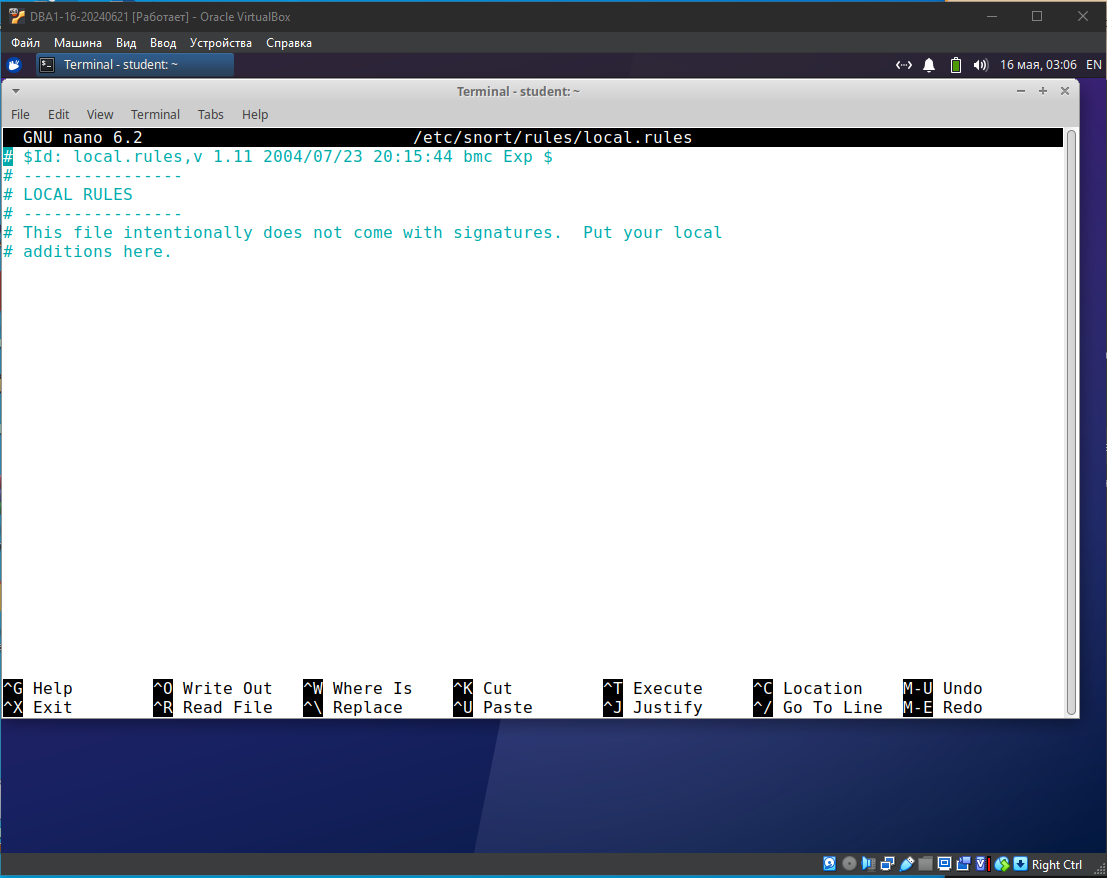 DBA1-16-20240621 [Работает] - Oracle VirtualBox
Файл Машина Вид Ввод Устройства Справка
Terminal - student: ~ 16 мая, 03:06 EN
Terminal - student: ~
File Edit View Terminal Tabs Help
GNU nano 6.2 /etc/snort/rules/local.rules
# $Id: local.rules,v 1.11 2004/07/23 20:15:44 bmc Exp $
# ----------------
# LOCAL RULES
# ----------------
# This file intentionally does not come with signatures.  Put your local
# additions here.
^G Help ^O Write Out ^W Where Is ^K Cut ^T Execute ^C Location M-U Undo
^X Exit ^R Read File ^\ Replace ^U Paste ^J Justify ^/ Go To Line M-E Redo
Right Ctrl